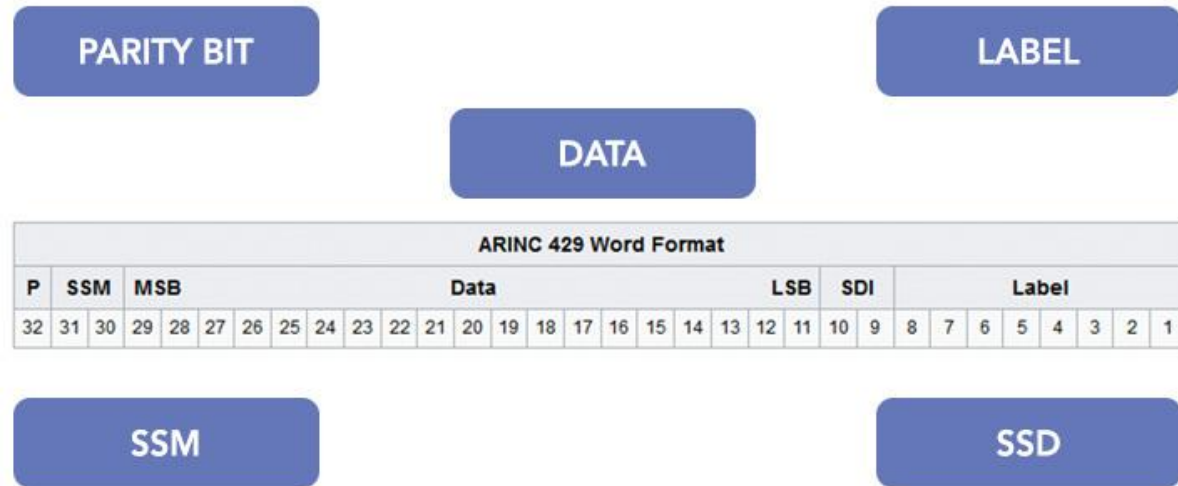 PARITY BIT LABEL
DATA
ARINC 429 Word Format
P SSM MSB Data LSB SDI Label
32 31 30 29 28 27 26 25 24 23 22 21 20 19 18 17 16 15 14 13 12 11 10 9 8 7 6 5 4 3 2 1
SSM SSD